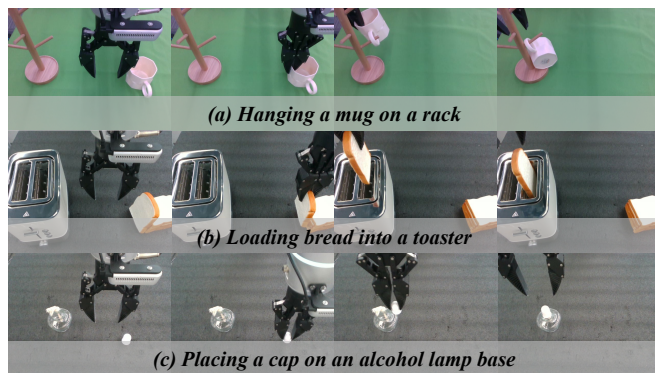 (a) Hanging a mug on a rack
(b) Loading bread into a toaster
(c) Placing a cap on an alcohol lamp base